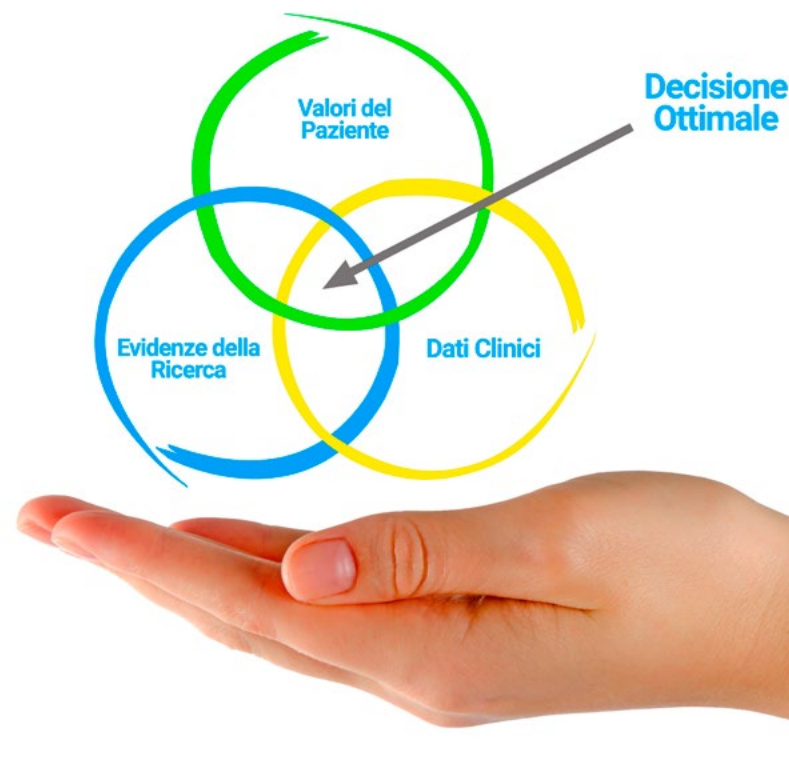 Valori del
Paziente
Decisione
Ottimale
Evidenze della
Ricerca
Dati Clinici